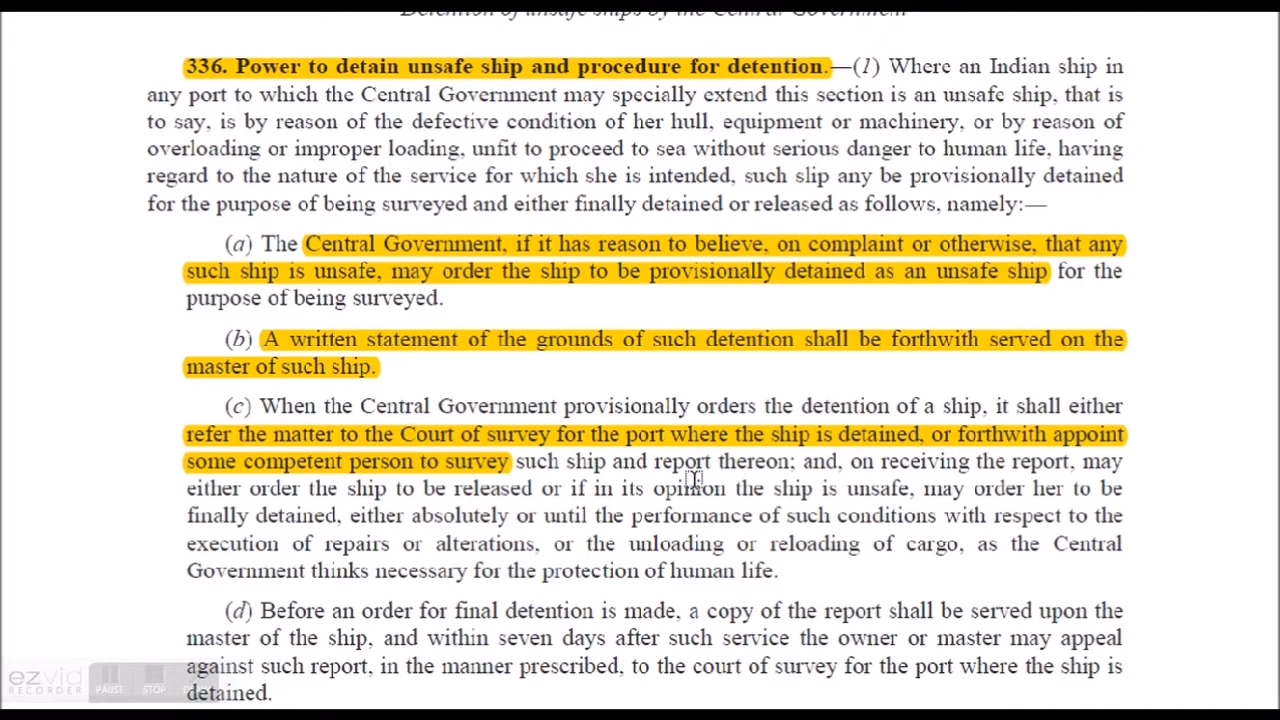 Detention of unsafe ships by the Central Government
336. Power to detain unsafe ship and procedure for detention.—(1) Where an Indian ship in
any port to which the Central Government may specially extend this section is an unsafe ship, that is
to say, is by reason of the defective condition of her hull, equipment or machinery, or by reason of
overloading or improper loading, unfit to proceed to sea without serious danger to human life, having
regard to the nature of the service for which she is intended, such slip any be provisionally detained
for the purpose of being surveyed and either finally detained or released as follows, namely:—
(a) The Central Government, if it has reason to believe, on complaint or otherwise, that any
such ship is unsafe, may order the ship to be provisionally detained as an unsafe ship for the
purpose of being surveyed.
(b) A written statement of the grounds of such detention shall be forthwith served on the
master of such ship.
(c) When the Central Government provisionally orders the detention of a ship, it shall either
refer the matter to the Court of survey for the port where the ship is detained, or forthwith appoint
some competent person to survey such ship and report thereon; and, on receiving the report, may
either order the ship to be released or if in its opinion the ship is unsafe, may order her to be
finally detained, either absolutely or until the performance of such conditions with respect to the
execution of repairs or alterations, or the unloading or reloading of cargo, as the Central
Government thinks necessary for the protection of human life.
(d) Before an order for final detention is made, a copy of the report shall be served upon the
master of the ship, and within seven days after such service the owner or master may appeal
against such report, in the manner prescribed, to the court of survey for the port where the ship is
detained.
ezvid
RECORDER
PAUSE STOP